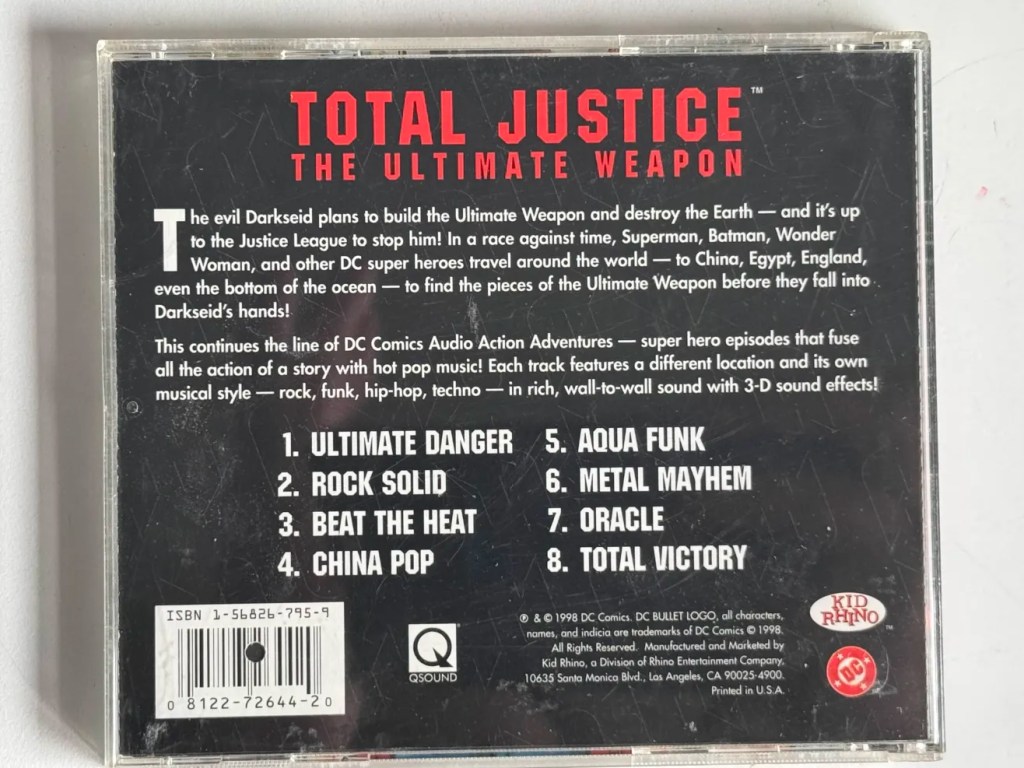 TOTAL JUSTICE™
THE ULTIMATE WEAPON
The evil Darkseid plans to build the Ultimate Weapon and destroy the Earth — and it's up
to the Justice League to stop him! In a race against time, Superman, Batman, Wonder
Woman, and other DC super heroes travel around the world — to China, Egypt, England,
even the bottom of the ocean — to find the pieces of the Ultimate Weapon before they fall into
Darkseid's hands!
This continues the line of DC Comics Audio Action Adventures — super hero episodes that fuse
all the action of a story with hot pop music! Each track features a different location and its own
musical style — rock, funk, hip-hop, techno — in rich, wall-to-wall sound with 3-D sound effects!
1. ULTIMATE DANGER
2. ROCK SOLID
3. BEAT THE HEAT
4. CHINA POP
5. AQUA FUNK
6. METAL MAYHEM
7. ORACLE
8. TOTAL VICTORY
ISBN 1-56826-795-9
0 8122-72644-2 0
Q
QSOUND
℗ & © 1998 DC Comics. DC BULLET LOGO, all characters,
names, and indicia are trademarks of DC Comics © 1998.
All Rights Reserved. Manufactured and Marketed by
Kid Rhino, a Division of Rhino Entertainment Company,
10635 Santa Monica Blvd., Los Angeles, CA 90025-4900.
Printed in U.S.A.
KID
RHINO™
DC